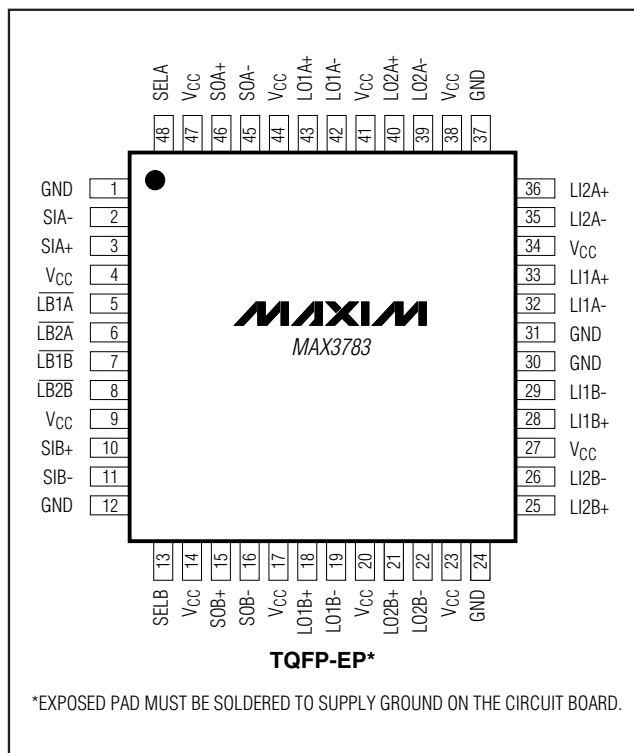 SELA
VCC
SOA+
SOA-
VCC
LO1A+
LO1A-
VCC
LO2A+
LO2A-
VCC
GND
48
47
46
45
44
43
42
41
40
39
38
37
GND 1
SIA- 2
SIA+ 3
VCC 4
L̅B̅1̅A̅ 5
L̅B̅2̅A̅ 6
L̅B̅1̅B̅ 7
L̅B̅2̅B̅ 8
VCC 9
SIB+ 10
SIB- 11
GND 12
MAXIM
MAX3783
36 LI2A+
35 LI2A-
34 VCC
33 LI1A+
32 LI1A-
31 GND
30 GND
29 LI1B-
28 LI1B+
27 VCC
26 LI2B-
25 LI2B+
13
14
15
16
17
18
19
20
21
22
23
24
SELB
VCC
SOB+
SOB-
VCC
LO1B+
LO1B-
VCC
LO2B+
LO2B-
VCC
GND
TQFP-EP*
*EXPOSED PAD MUST BE SOLDERED TO SUPPLY GROUND ON THE CIRCUIT BOARD.